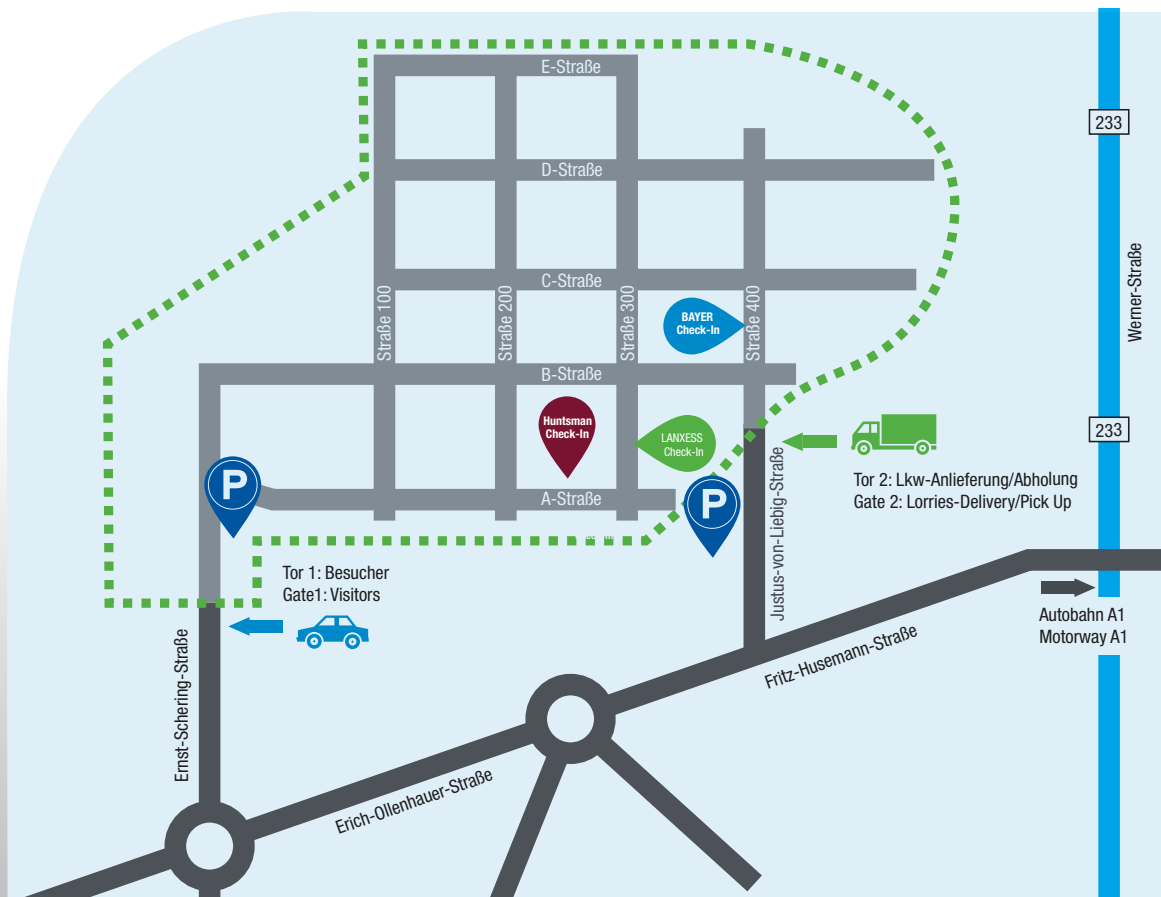 E-Straße
233
D-Straße
C-Straße
Straße 100
Straße 200
Straße 300
Straße 400
BAYER
Check-In
Werner-Straße
B-Straße
Huntsman
Check-In
LANXESS
Check-In
233
P
P
A-Straße
Tor 2: Lkw-Anlieferung/Abholung
Gate 2: Lorries-Delivery/Pick Up
Justus-von-Liebig-Straße
Tor 1: Besucher
Gate1: Visitors
Autobahn A1
Motorway A1
Ernst-Schering-Straße
Fritz-Husemann-Straße
Erich-Ollenhauer-Straße